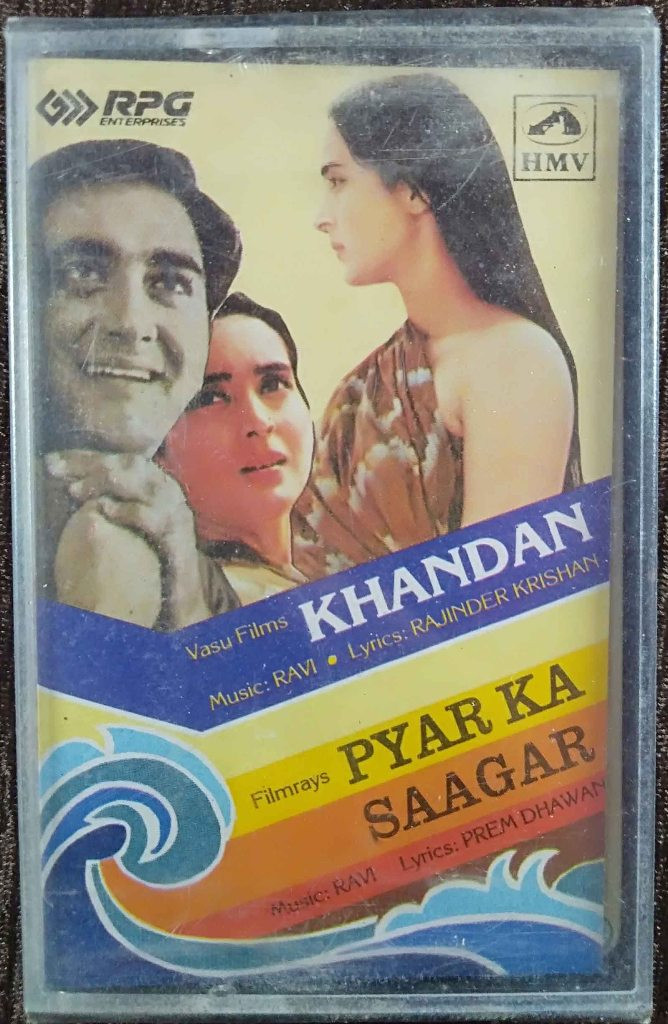 RPG
ENTERPRISES
HMV
Vasu Films KHANDAN
Music: RAVI • Lyrics: RAJINDER KRISHAN
Filmrays PYAR KA
SAAGAR
Music: RAVI Lyrics: PREM DHAWAN